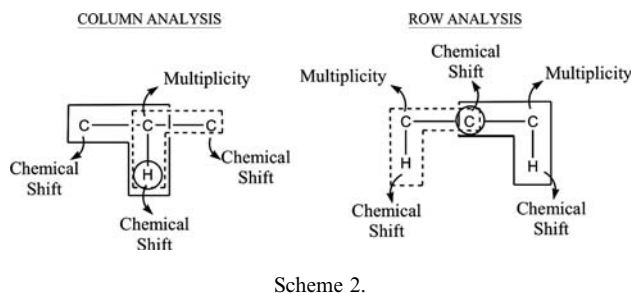 COLUMN ANALYSIS
Multiplicity
C
C
C
H
Chemical
Shift
Chemical
Shift
Chemical
Shift
ROW ANALYSIS
Chemical
Shift
Multiplicity
Multiplicity
C
C
C
H
H
Chemical
Shift
Chemical
Shift
Scheme 2.